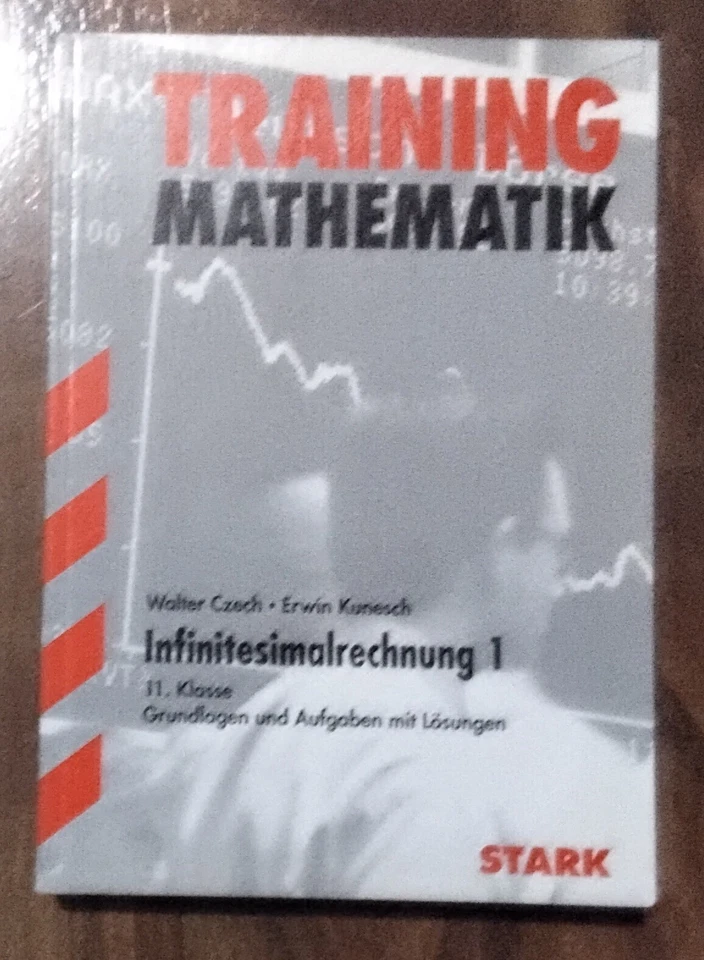 TRAINING
MATHEMATIK
Walter Czech • Erwin Kunesch
Infinitesimalrechnung 1
11. Klasse
Grundlagen und Aufgaben mit Lösungen
STARK